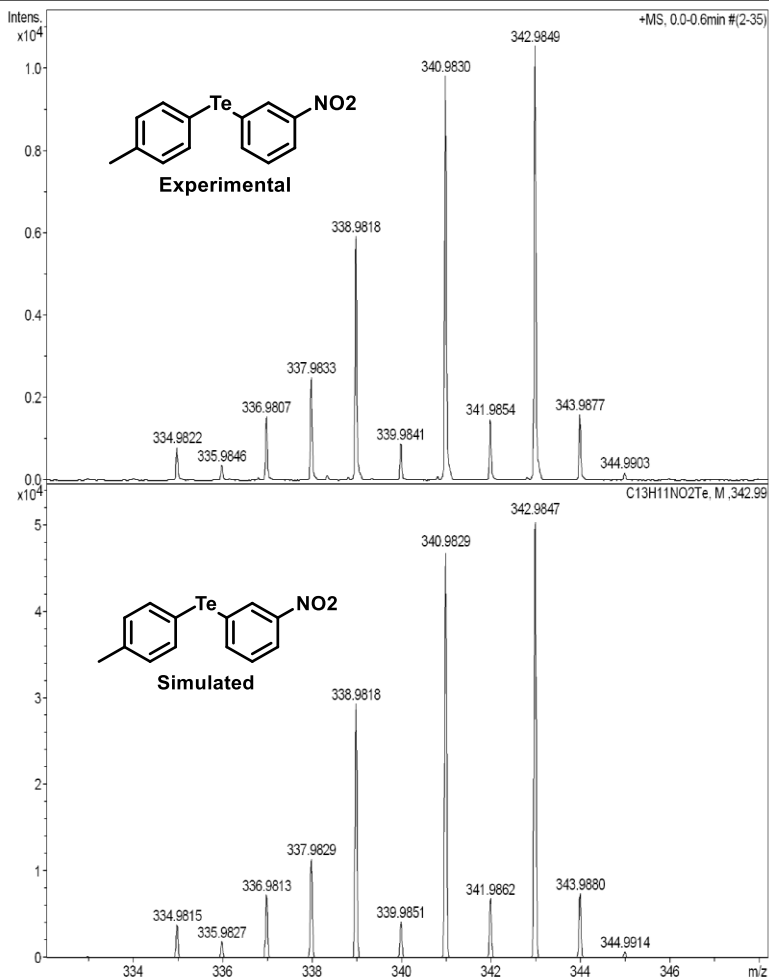 Intens.
x10⁴
+MS, 0.0-0.6min #(2-35)
342.9849
1.0
340.9830
Te
NO2
Experimental
0.8
338.9818
0.6
0.4
337.9833
336.9807
341.9854
343.9877
0.2
334.9822
335.9846
339.9841
344.9903
0.0
x10⁴
C13H11NO2Te, M ,342.99
342.9847
5
340.9829
Te
NO2
Simulated
4
338.9818
3
2
337.9829
336.9813
341.9862
343.9880
1
339.9851
334.9815
335.9827
344.9914
0
334 336 338 340 342 344 346 m/z